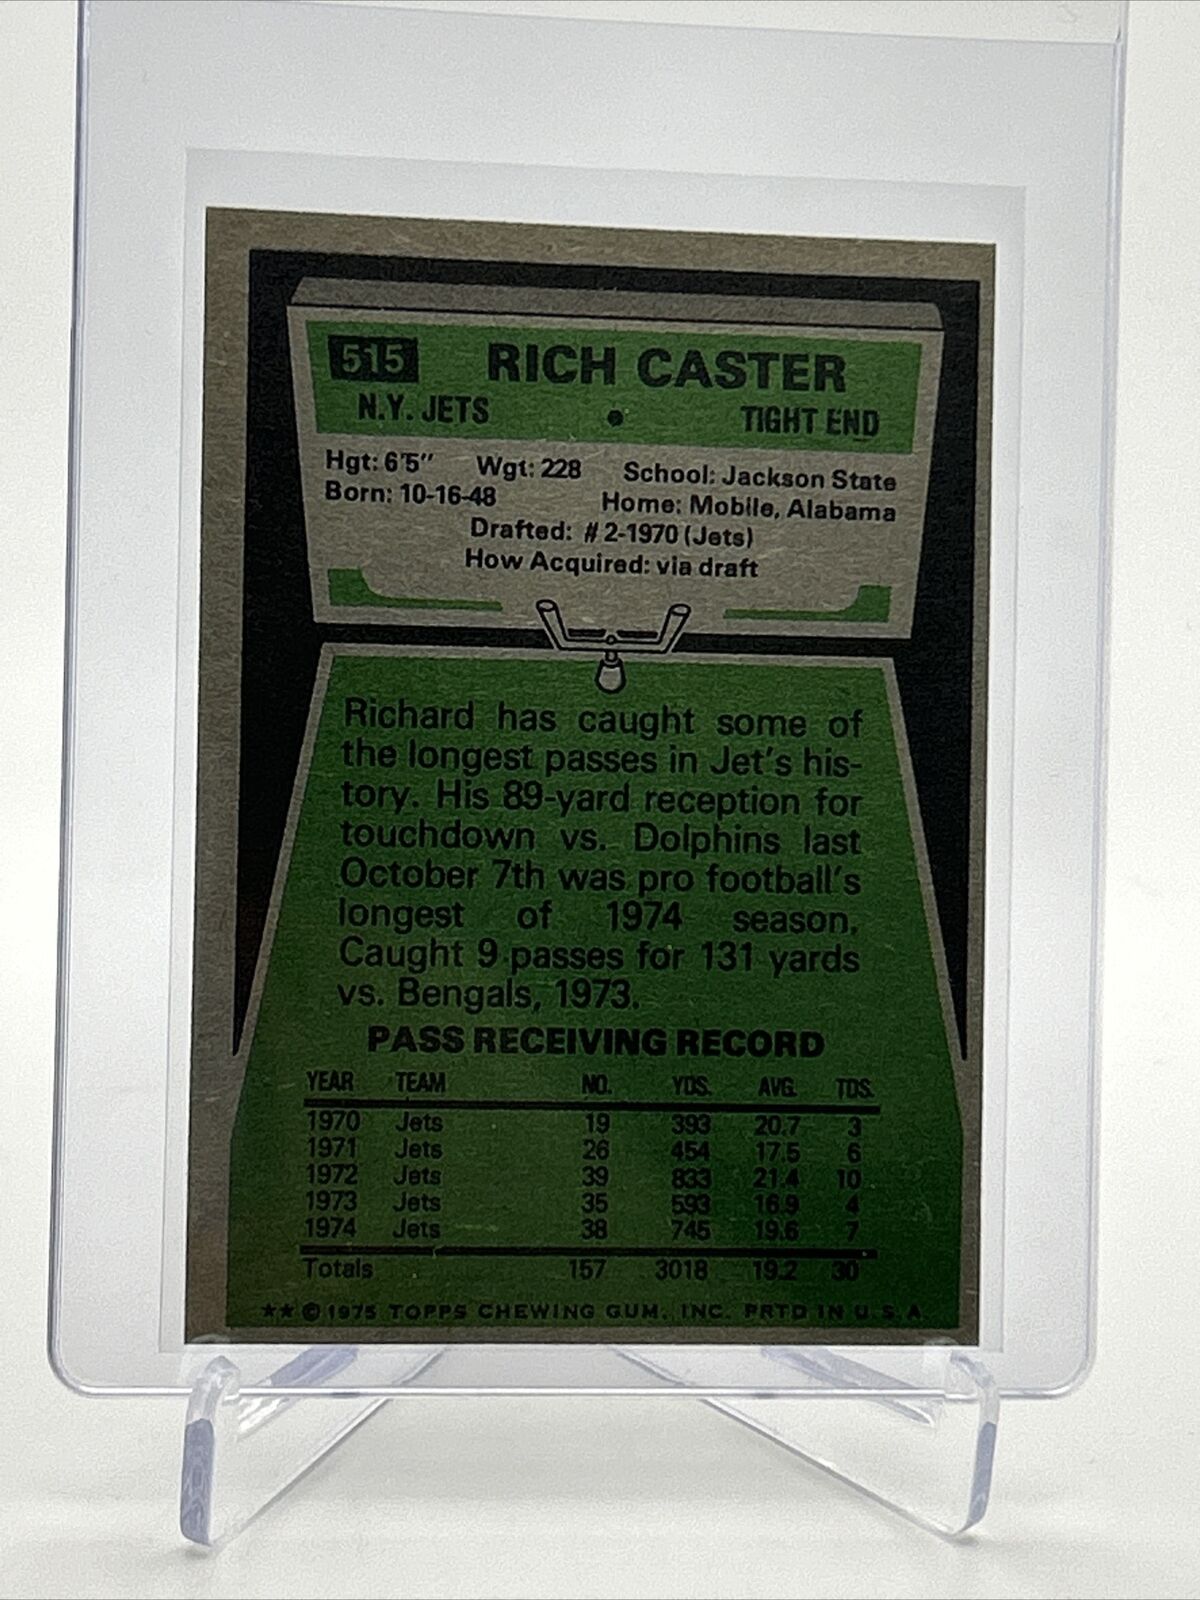 515 RICH CASTER
N.Y. JETS • TIGHT END
Hgt: 6'5" Wgt: 228 School: Jackson State
Born: 10-16-48 Home: Mobile, Alabama
Drafted: #2-1970 (Jets)
How Acquired: via draft
Richard has caught some of
the longest passes in Jet's his-
tory. His 89-yard reception for
touchdown vs. Dolphins last
October 7th was pro football's
longest of 1974 season.
Caught 9 passes for 131 yards
vs. Bengals, 1973.
PASS RECEIVING RECORD
YEAR TEAM NO. YDS. AVG. TDS.
1970 Jets 19 393 20.7 3
1971 Jets 26 454 17.5 6
1972 Jets 39 833 21.4 10
1973 Jets 35 593 16.9 4
1974 Jets 38 745 19.6 7
Totals 157 3018 19.2 30
★★ © 1975 TOPPS CHEWING GUM, INC. PRTD IN U.S.A